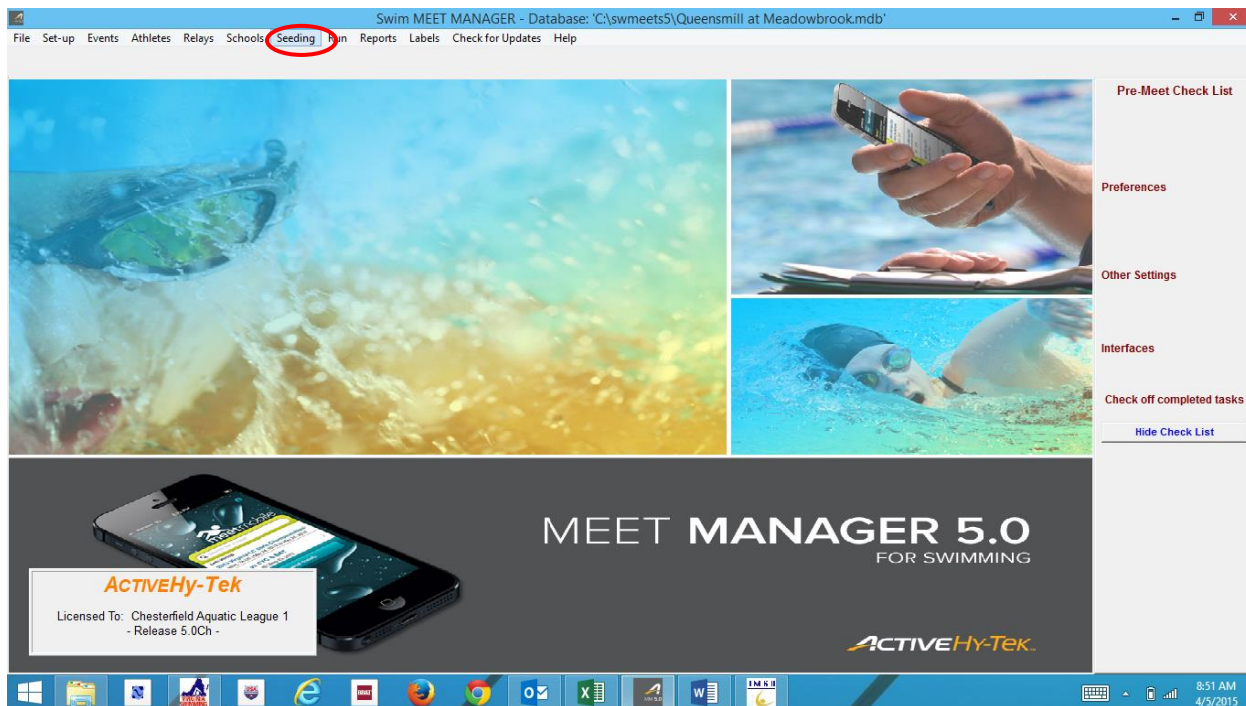 Swim MEET MANAGER - Database: 'C:\swmeets5\Queensmill at Meadowbrook.mdb'
File Set-up Events Athletes Relays Schools Seeding Run Reports Labels Check for Updates Help
Pre-Meet Check List
Preferences
Other Settings
Interfaces
Check off completed tasks
Hide Check List
meetmobile
MEET MANAGER 5.0
FOR SWIMMING
ACTIVEHy-Tek
Licensed To: Chesterfield Aquatic League 1
- Release 5.0Ch -
ACTIVEHY-TEK
8:51 AM
4/5/2015